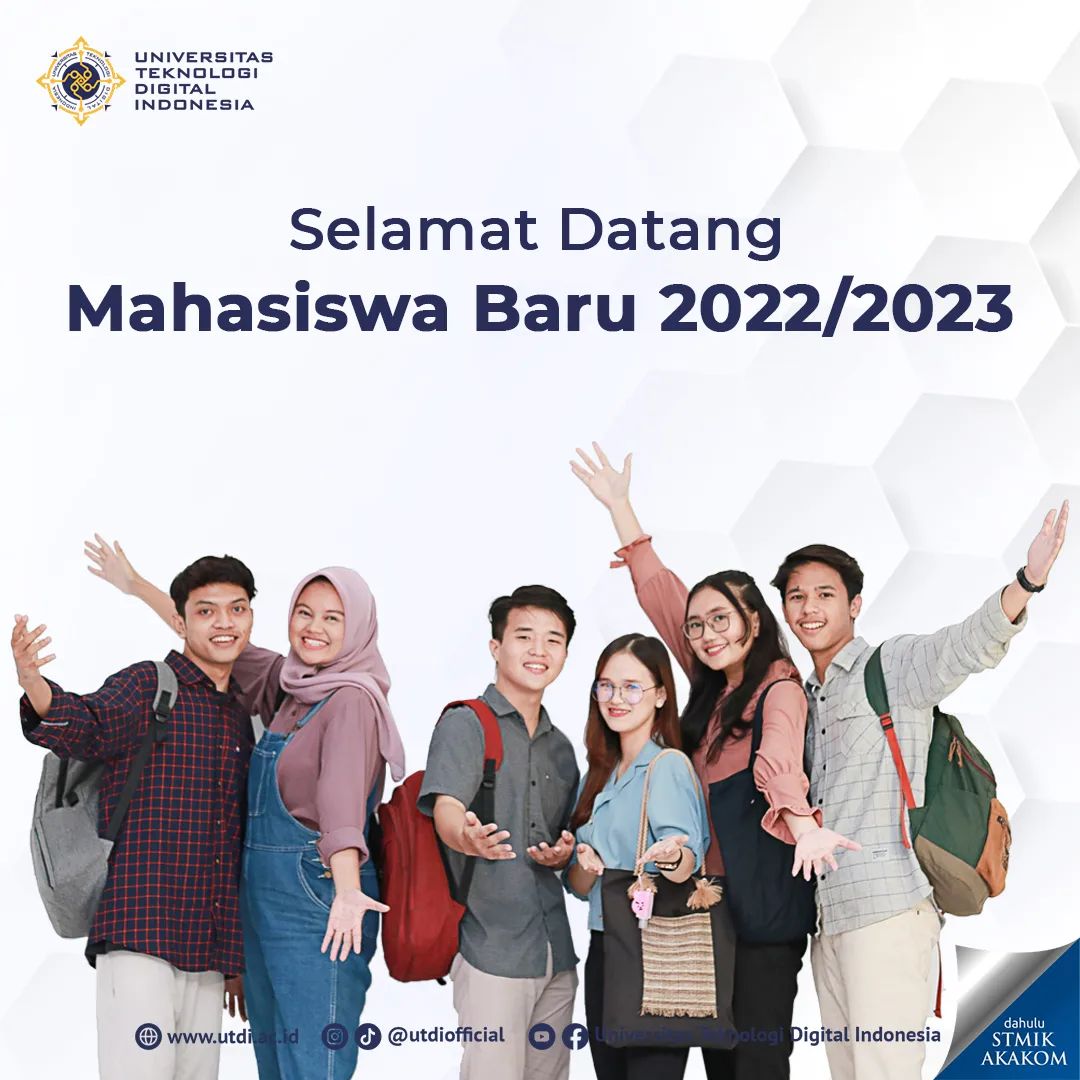 UNIVERSITAS
TEKNOLOGI
DIGITAL
INDONESIA
Selamat Datang
Mahasiswa Baru 2022/2023
www.utdi.ac.id @utdiofficial Universitas Teknologi Digital Indonesia
dahulu
STMIK
AKAKOM